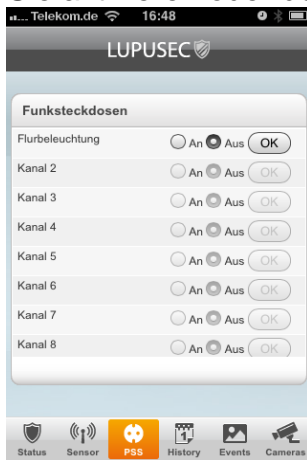 Telekom.de 16:48
LUPUSEC
Funksteckdosen
Flurbeleuchtung An Aus OK
Kanal 2 An Aus OK
Kanal 3 An Aus OK
Kanal 4 An Aus OK
Kanal 5 An Aus OK
Kanal 6 An Aus OK
Kanal 7 An Aus OK
Kanal 8 An Aus OK
Status Sensor PSS History Events Cameras